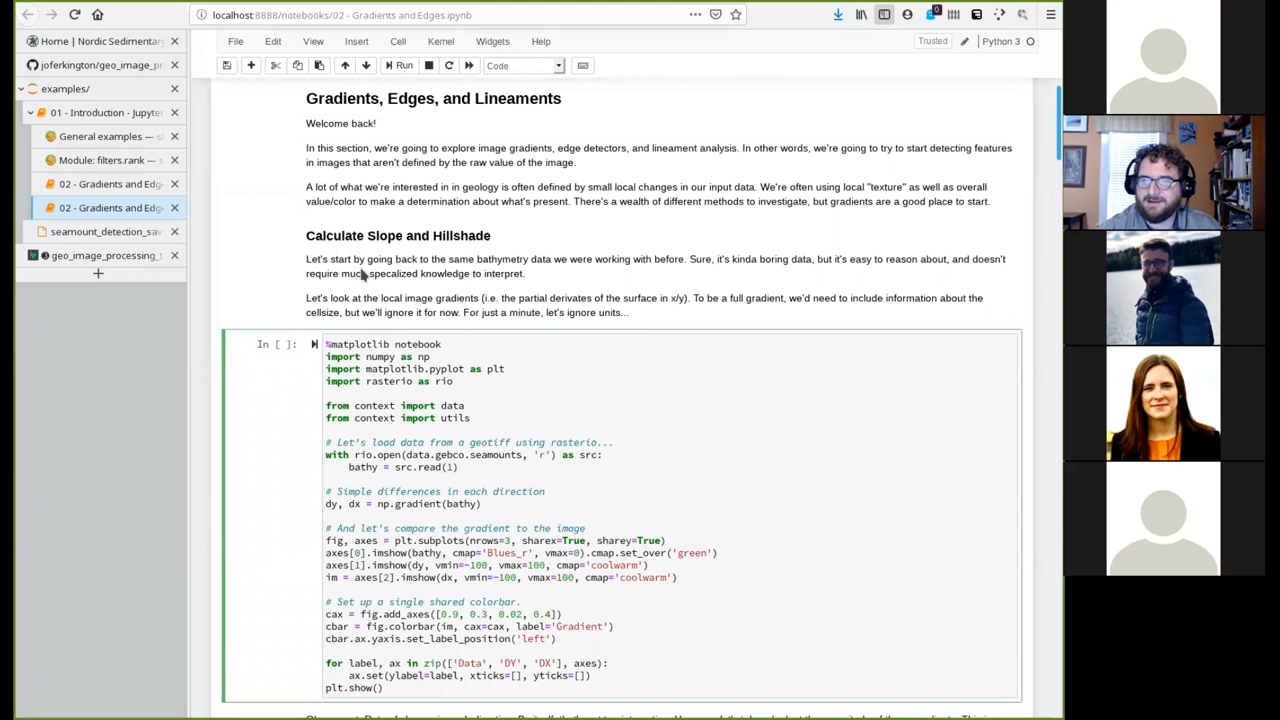 localhost:8888/notebooks/02 - Gradients and Edges.ipynb
Home | Nordic Sedimentar
joferkington/geo_image_pr
examples/
01 - Introduction - Jupyter
General examples — s
Module: filters.rank — s
02 - Gradients and Edg
02 - Gradients and Edg
seamount_detection_sav
geo_image_processing_t
File Edit View Insert Cell Kernel Widgets Help
Trusted
Python 3
Run
Code
Gradients, Edges, and Lineaments
Welcome back!
In this section, we're going to explore image gradients, edge detectors, and lineament analysis. In other words, we're going to try to start detecting features
in images that aren't defined by the raw value of the image.
A lot of what we're interested in in geology is often defined by small local changes in our input data. We're often using local "texture" as well as overall
value/color to make a determination about what's present. There's a wealth of different methods to investigate, but gradients are a good place to start.
Calculate Slope and Hillshade
Let's start by going back to the same bathymetry data we were working with before. Sure, it's kinda boring data, but it's easy to reason about, and doesn't
require much specalized knowledge to interpret.
Let's look at the local image gradients (i.e. the partial derivates of the surface in x/y). To be a full gradient, we'd need to include information about the
cellsize, but we'll ignore it for now. For just a minute, let's ignore units...
In [ ]:
%matplotlib notebook
import numpy as np
import matplotlib.pyplot as plt
import rasterio as rio
from context import data
from context import utils
# Let's load data from a geotiff using rasterio...
with rio.open(data.gebco.seamounts, 'r') as src:
    bathy = src.read(1)
# Simple differences in each direction
dy, dx = np.gradient(bathy)
# And let's compare the gradient to the image
fig, axes = plt.subplots(nrows=3, sharex=True, sharey=True)
axes[0].imshow(bathy, cmap='Blues_r', vmax=0).cmap.set_over('green')
axes[1].imshow(dy, vmin=-100, vmax=100, cmap='coolwarm')
im = axes[2].imshow(dx, vmin=-100, vmax=100, cmap='coolwarm')
# Set up a single shared colorbar.
cax = fig.add_axes([0.9, 0.3, 0.02, 0.4])
cbar = fig.colorbar(im, cax=cax, label='Gradient')
cbar.ax.yaxis.set_label_position('left')
for label, ax in zip(['Data', 'DY', 'DX'], axes):
    ax.set(ylabel=label, xticks=[], yticks=[])
plt.show()